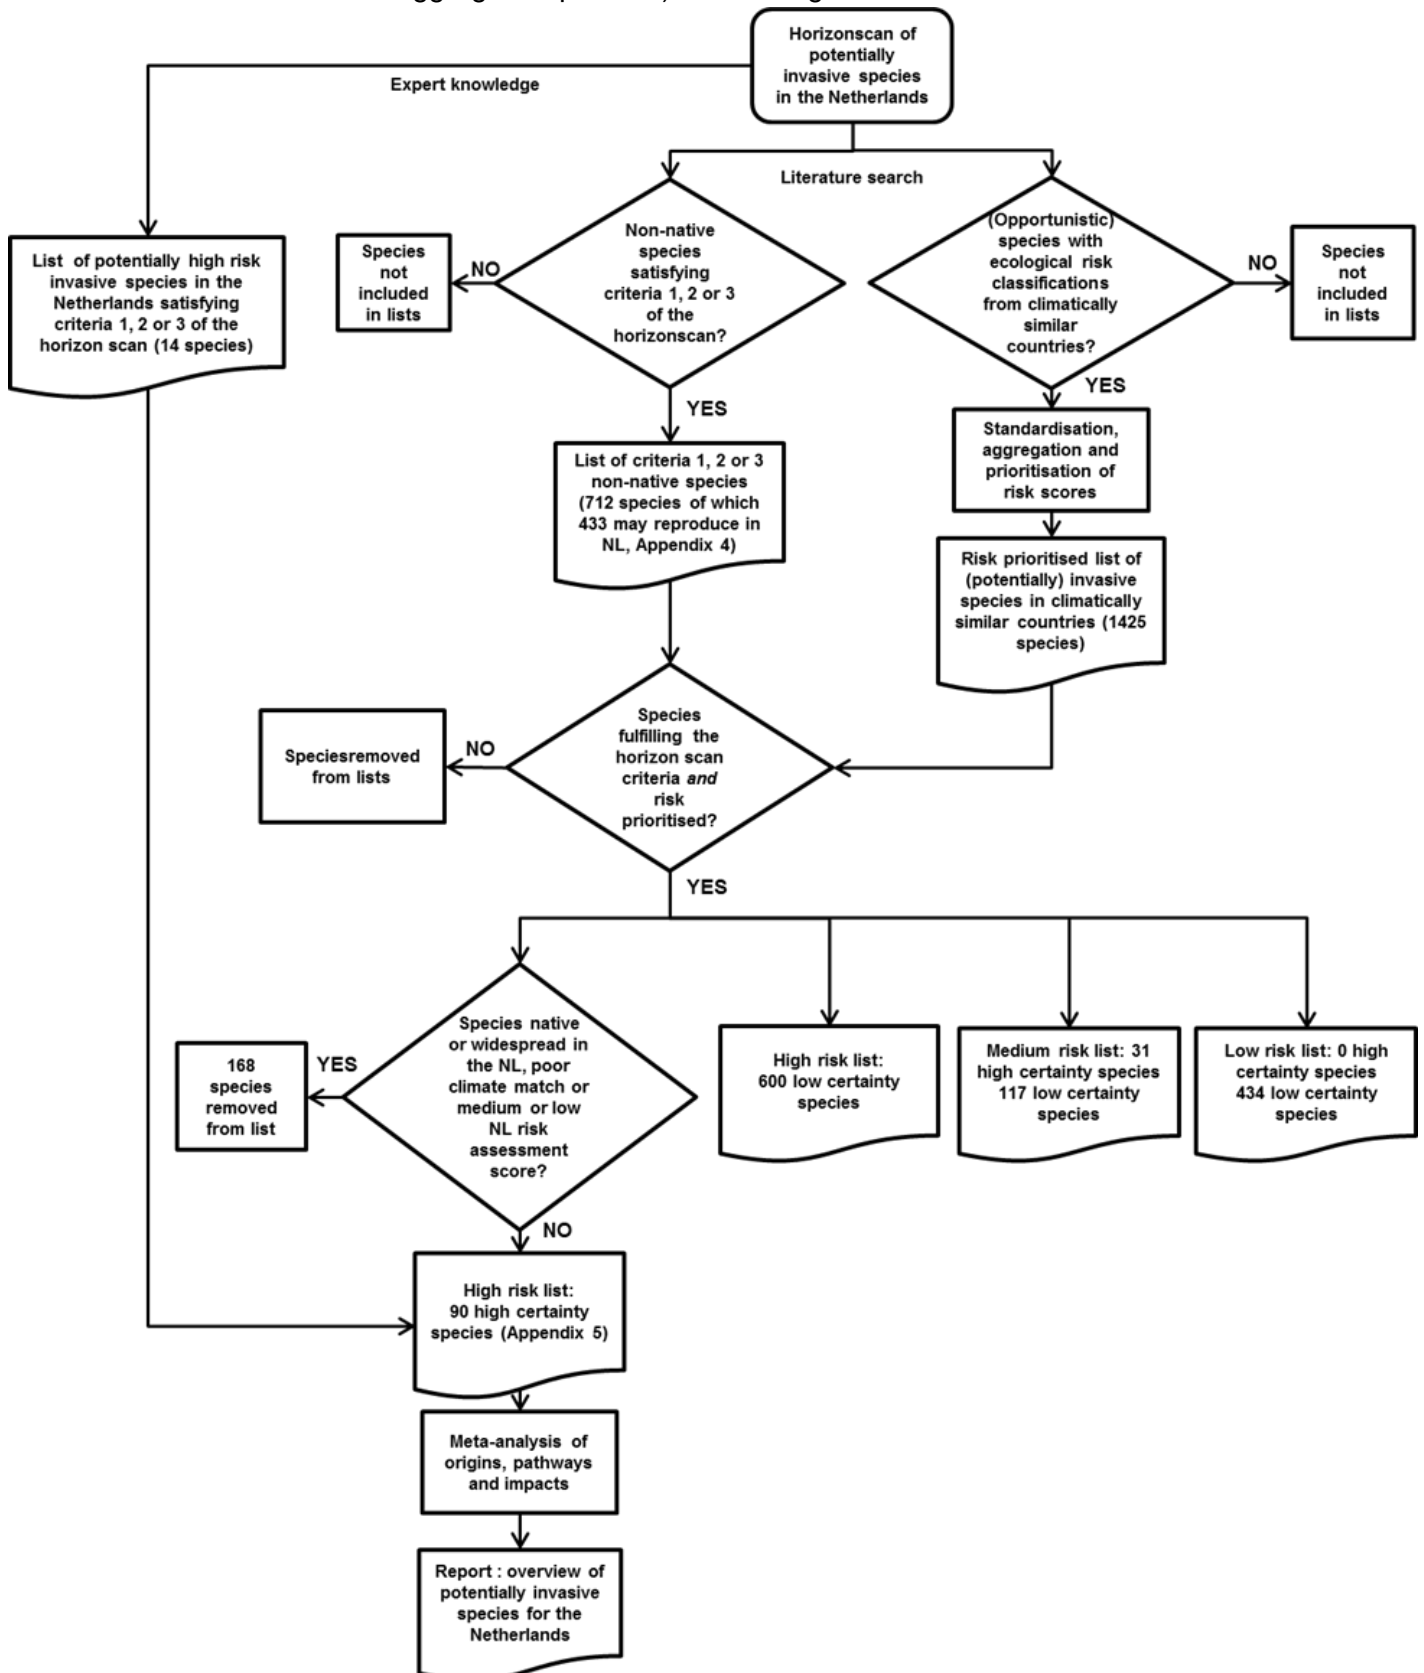 Horizonscan of
potentially
invasive species
in the Netherlands
Expert knowledge
Literature search
List of potentially high risk
invasive species in the
Netherlands satisfying
criteria 1, 2 or 3 of the
horizon scan (14 species)
Species
not
included
in lists
NO
Non-native
species
satisfying
criteria 1, 2 or 3
of the
horizonscan?
(Opportunistic)
species with
ecological risk
classifications
from climatically
similar
countries?
NO
Species
not
included
in lists
YES
YES
List of criteria 1, 2 or 3
non-native species
(712 species of which
433 may reproduce in
NL, Appendix 4)
Standardisation,
aggregation and
prioritisation of
risk scores
Risk prioritised list of
(potentially) invasive
species in climatically
similar countries (1425
species)
Speciesremoved
from lists
NO
Species
fulfilling the
horizon scan
criteria and
risk
prioritised?
YES
168
species
removed
from list
YES
Species native
or widespread in
the NL, poor
climate match or
medium or low
NL risk
assessment
score?
High risk list:
600 low certainty
species
Medium risk list: 31
high certainty species
117 low certainty
species
Low risk list: 0 high
certainty species
434 low certainty
species
NO
High risk list:
90 high certainty
species (Appendix 5)
Meta-analysis of
origins, pathways
and impacts
Report : overview of
potentially invasive
species for the
Netherlands